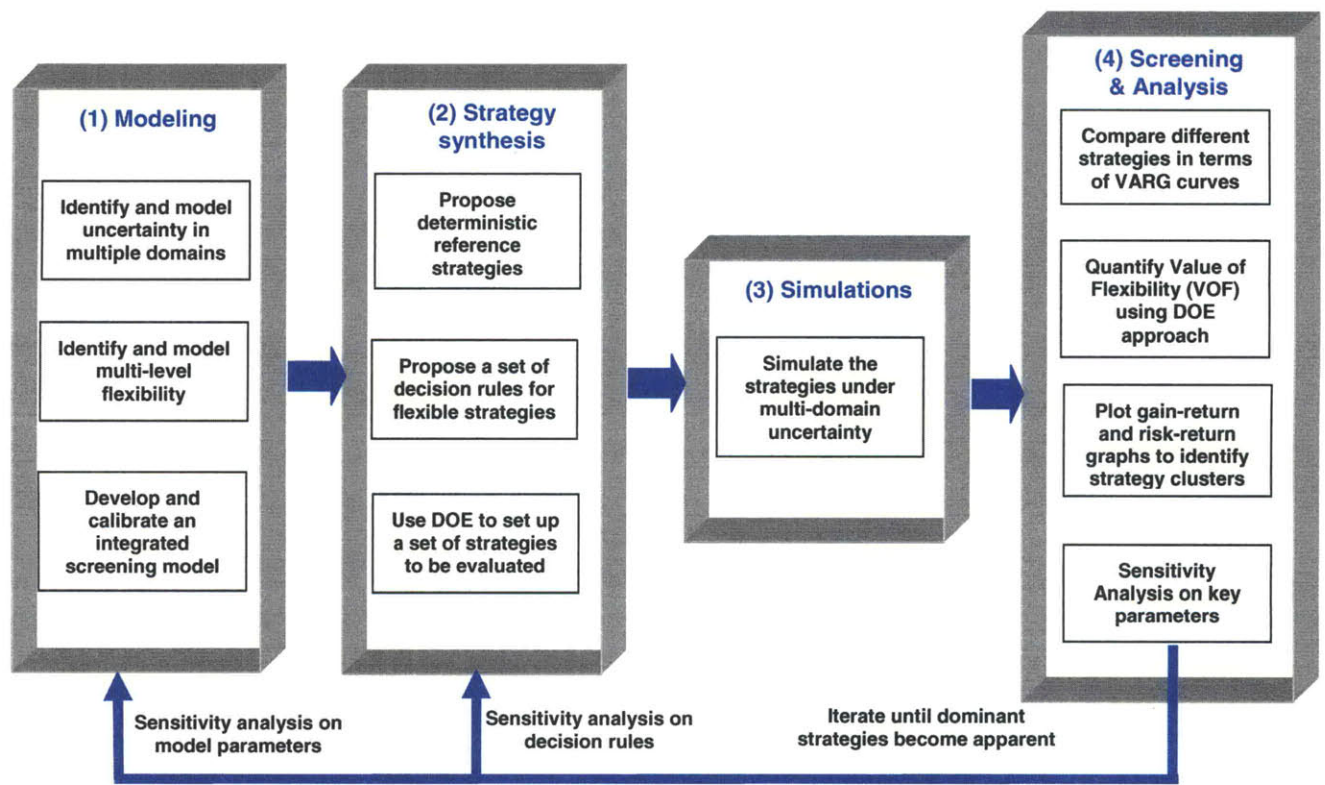 (1) Modeling
Identify and model
uncertainty in
multiple domains
Identify and model
multi-level
flexibility
Develop and
calibrate an
integrated
screening model
(2) Strategy
synthesis
Propose
deterministic
reference
strategies
Propose a set of
decision rules for
flexible strategies
Use DOE to set up
a set of strategies
to be evaluated
(3) Simulations
Simulate the
strategies under
multi-domain
uncertainty
(4) Screening
& Analysis
Compare different
strategies in terms
of VARG curves
Quantify Value of
Flexibility (VOF)
using DOE
approach
Plot gain-return
and risk-return
graphs to identify
strategy clusters
Sensitivity
Analysis on key
parameters
Sensitivity analysis on
model parameters
Sensitivity analysis on
decision rules
Iterate until dominant
strategies become apparent